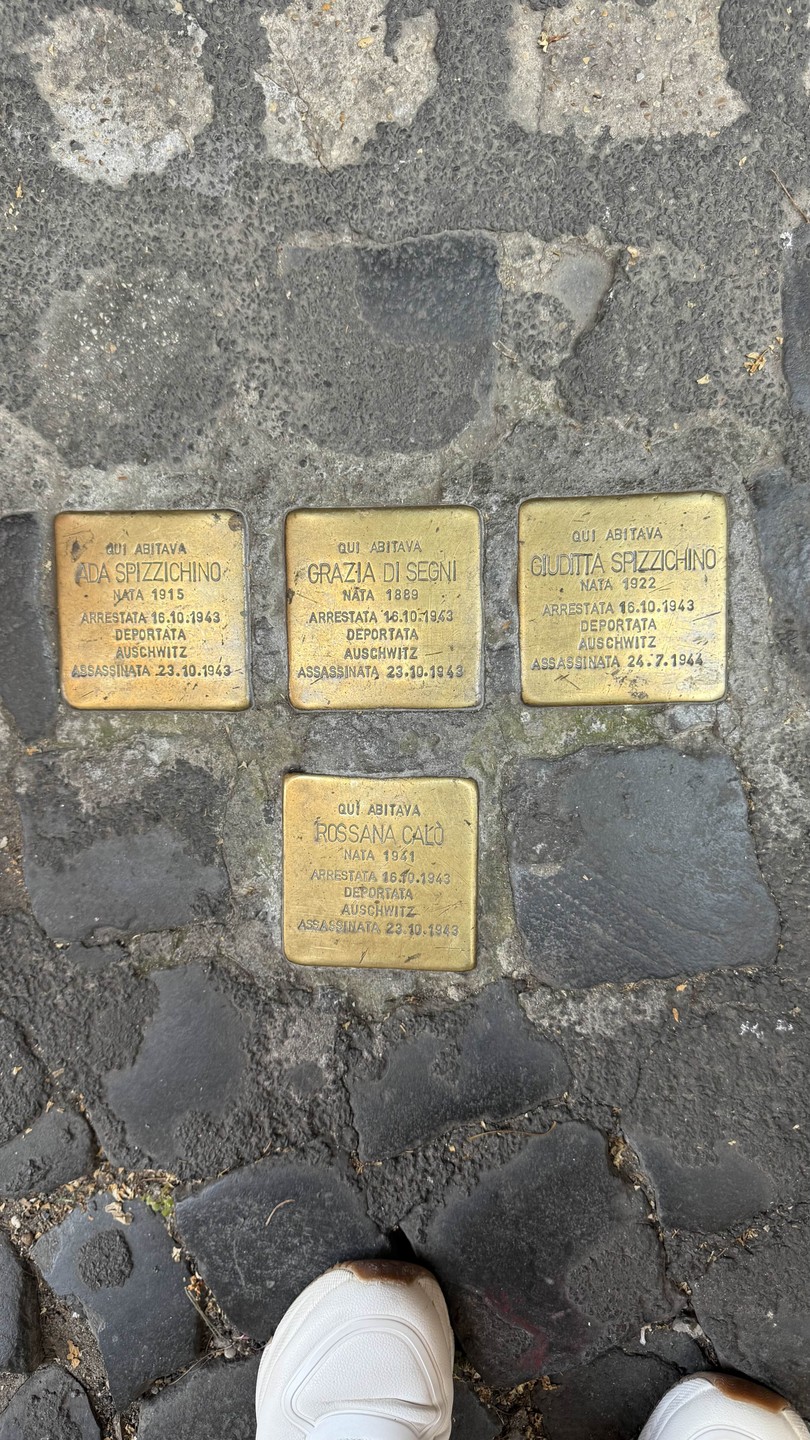 QUI ABITAVA
ADA SPIZZICHINO
NATA 1915
ARRESTATA 16.10.1943
DEPORTATA
AUSCHWITZ
ASSASSINATA 23.10.1943
QUI ABITAVA
GRAZIA DI SEGNI
NATA 1889
ARRESTATA 16.10.1943
DEPORTATA
AUSCHWITZ
ASSASSINATA 23.10.1943
QUI ABITAVA
GIUDITTA SPIZZICHINO
NATA 1922
ARRESTATA 16.10.1943
DEPORTATA
AUSCHWITZ
ASSASSINATA 24.7.1944
QUI ABITAVA
ROSSANA CALÒ
NATA 1941
ARRESTATA 16.10.1943
DEPORTATA
AUSCHWITZ
ASSASSINATA 23.10.1943